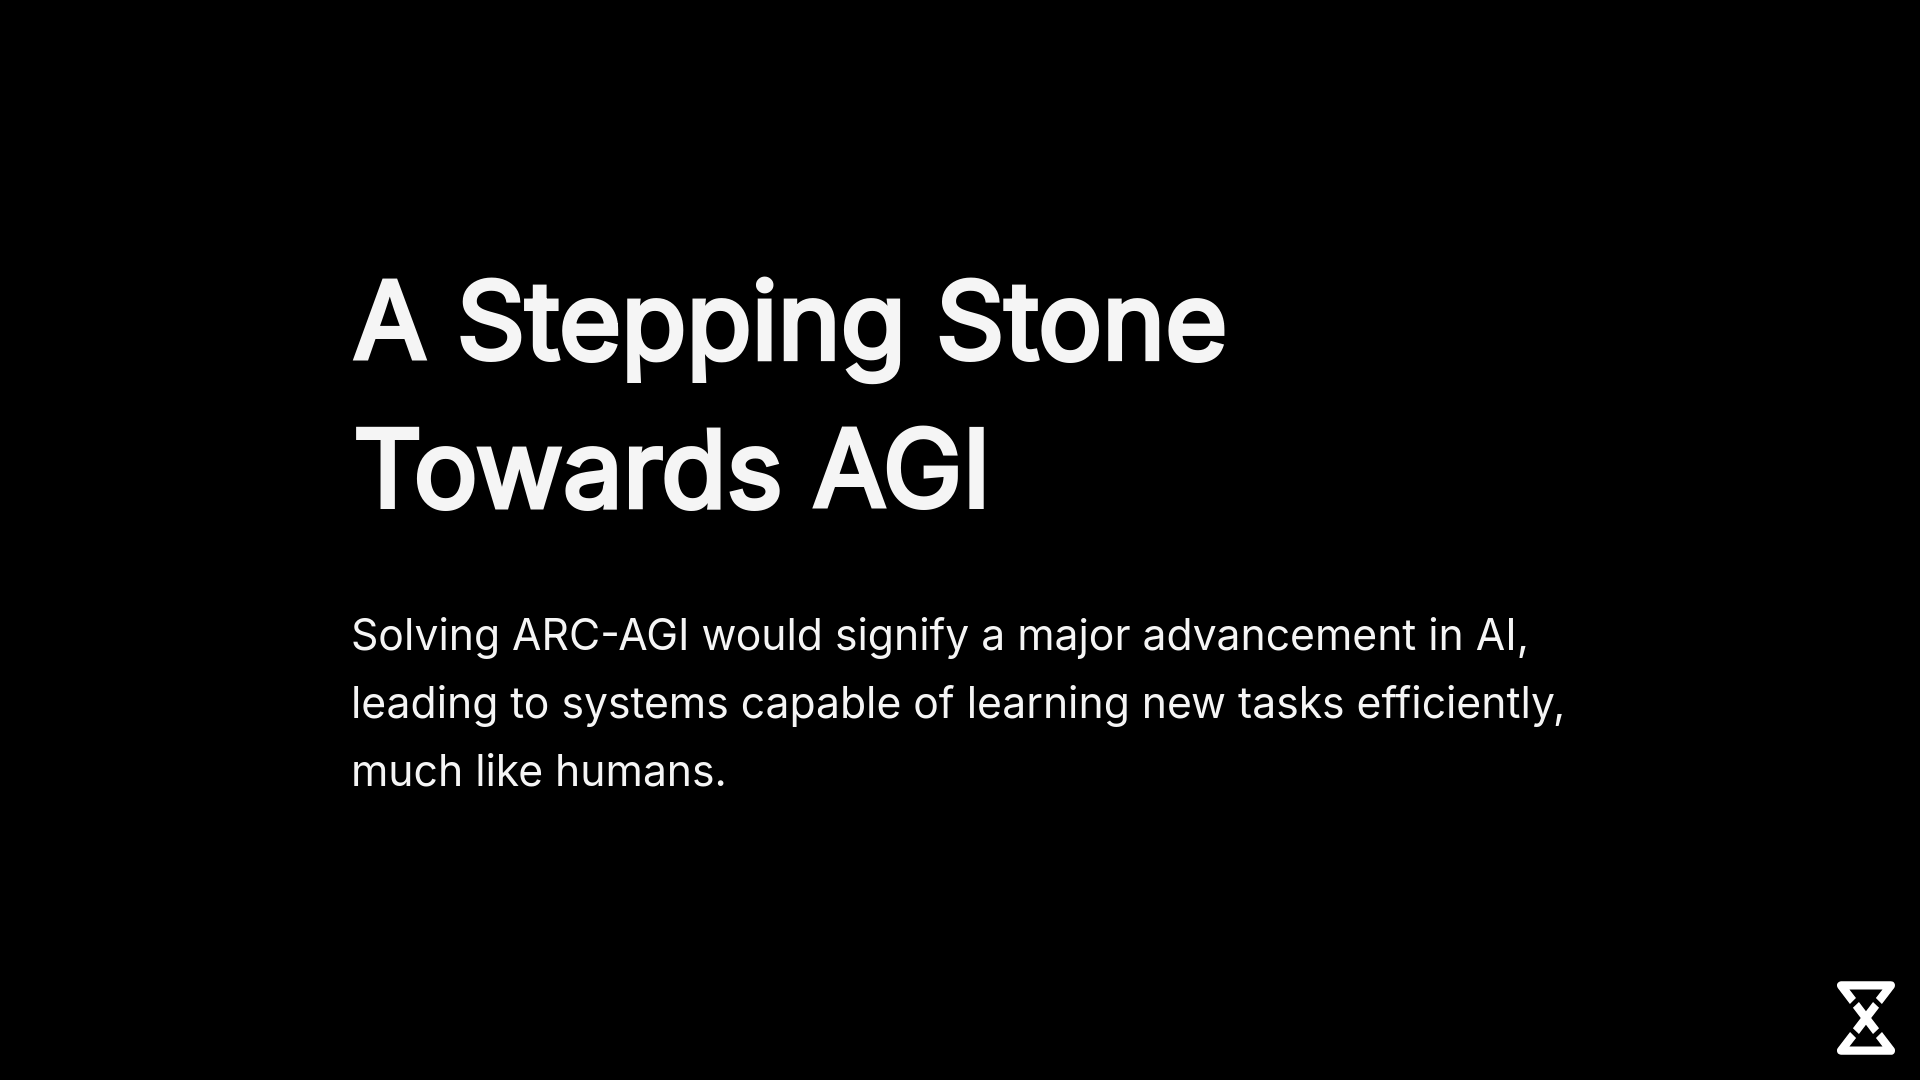 A Stepping Stone
Towards AGI
Solving ARC-AGI would signify a major advancement in AI,
leading to systems capable of learning new tasks efficiently,
much like humans.